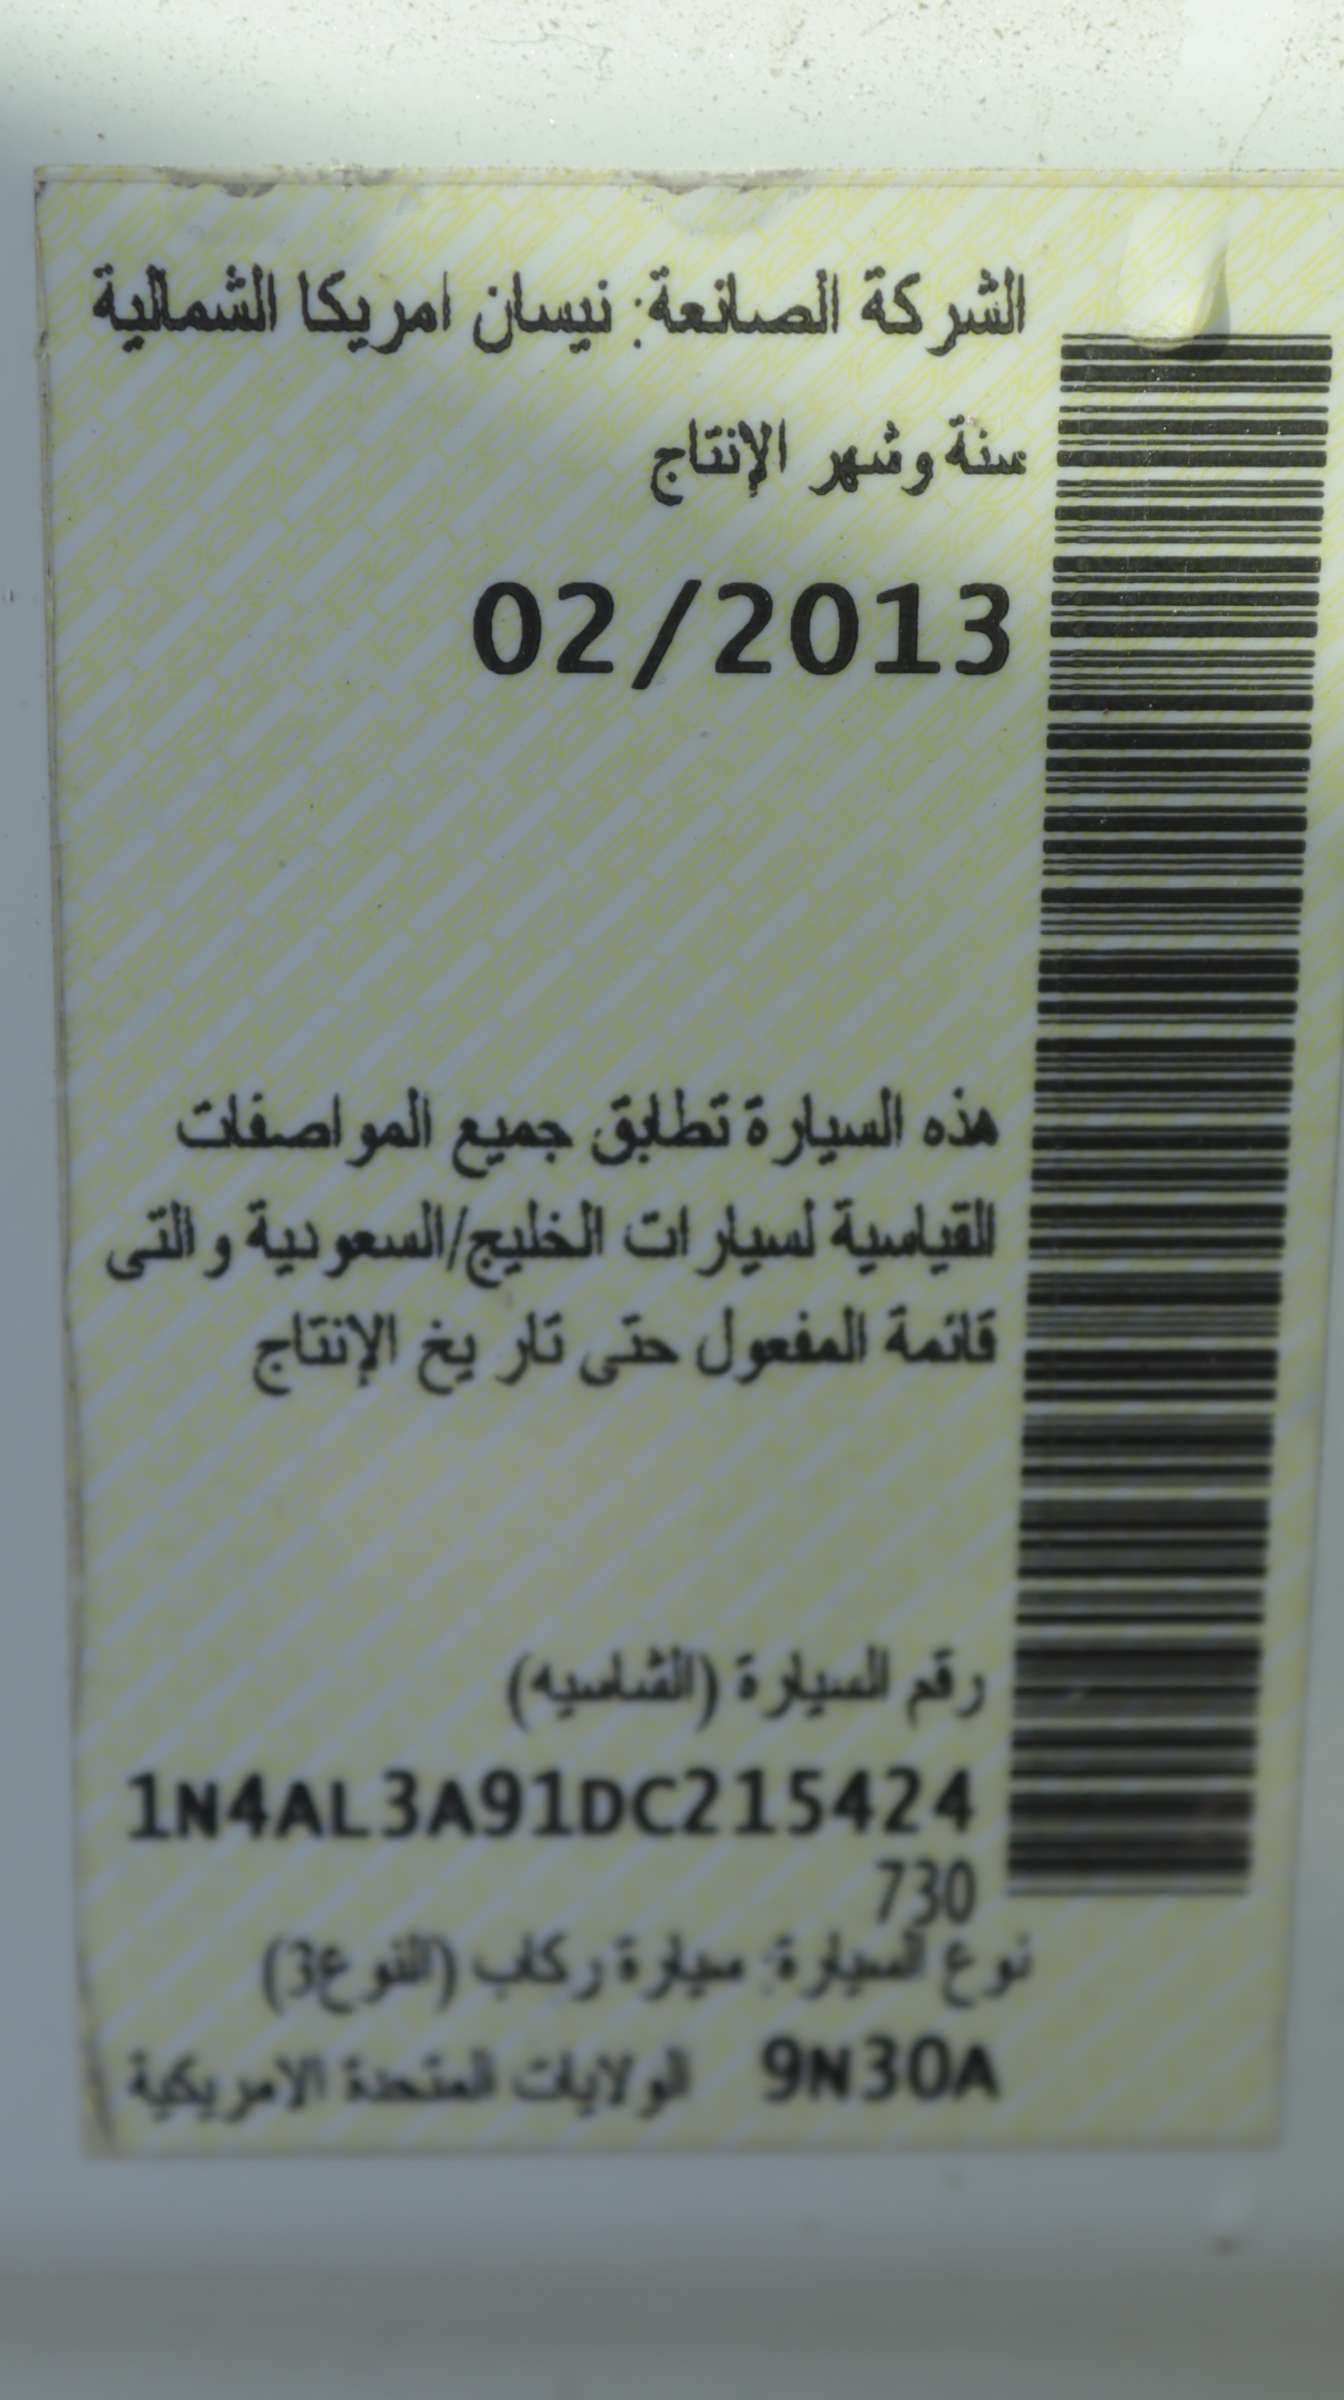 الشركة الصانعة: نيسان امريكا الشمالية
سنة وشهر الإنتاج
02/2013
هذه السيارة تطابق جميع المواصفات
القياسية لسيارات الخليج/السعودية والتى
قائمة المفعول حتى تاريخ الإنتاج
رقم السيارة (الشاسيه)
1N4AL3A91DC215424
730
نوع السيارة: سيارة ركاب (النوع3)
9N30A الولايات المتحدة الامريكية